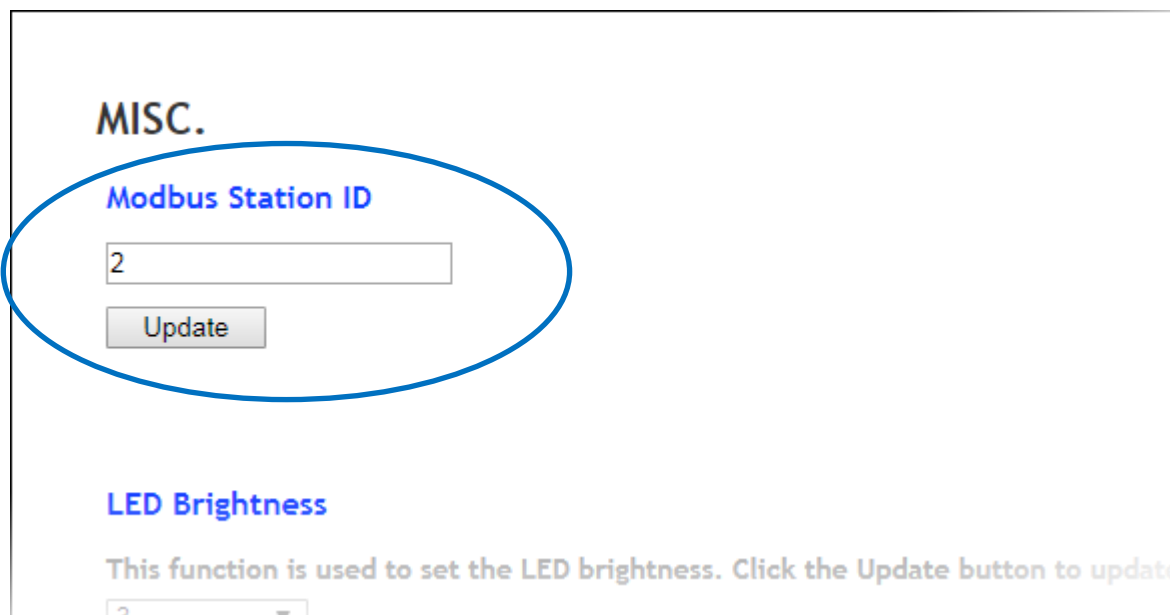 MISC.
Modbus Station ID
2
Update
LED Brightness
This function is used to set the LED brightness. Click the Update button to update